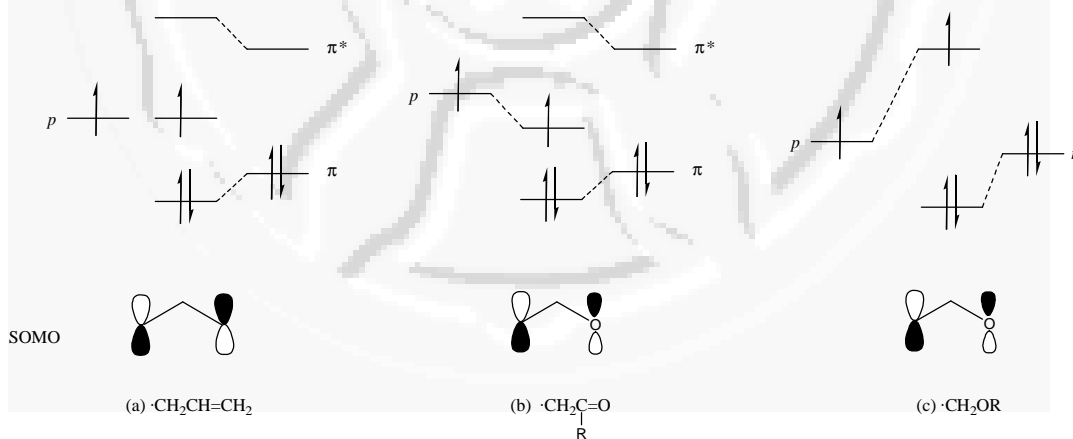 π* π*
p p p
π π
O O
SOMO
(a) ·CH₂CH=CH₂ (b) ·CH₂C=O (c) ·CH₂OR
R